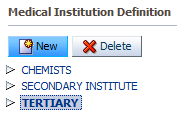 Medical Institution Definition
New Delete
CHEMISTS
SECONDARY INSTITUTE
TERTIARY